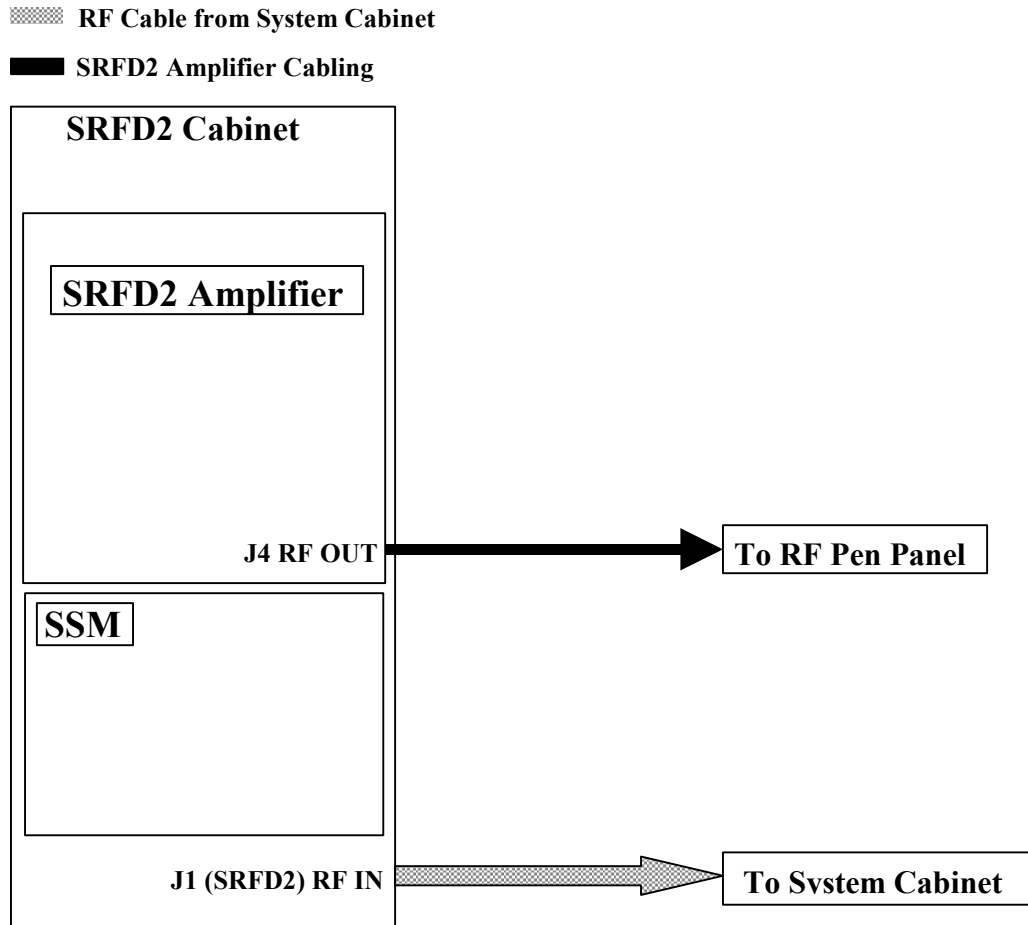 RF Cable from System Cabinet
SRFD2 Amplifier Cabling
SRFD2 Cabinet
SRFD2 Amplifier
J4 RF OUT
To RF Pen Panel
SSM
J1 (SRFD2) RF IN
To System Cabinet